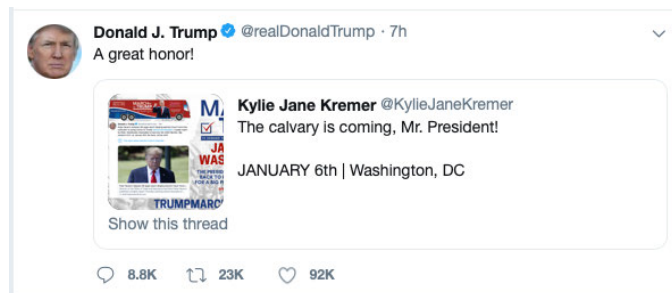 Donald J. Trump @realDonaldTrump · 7h
A great honor!
Kylie Jane Kremer @KylieJaneKremer
The calvary is coming, Mr. President!
JANUARY 6th | Washington, DC
TRUMPMARC
Show this thread
8.8K 23K 92K